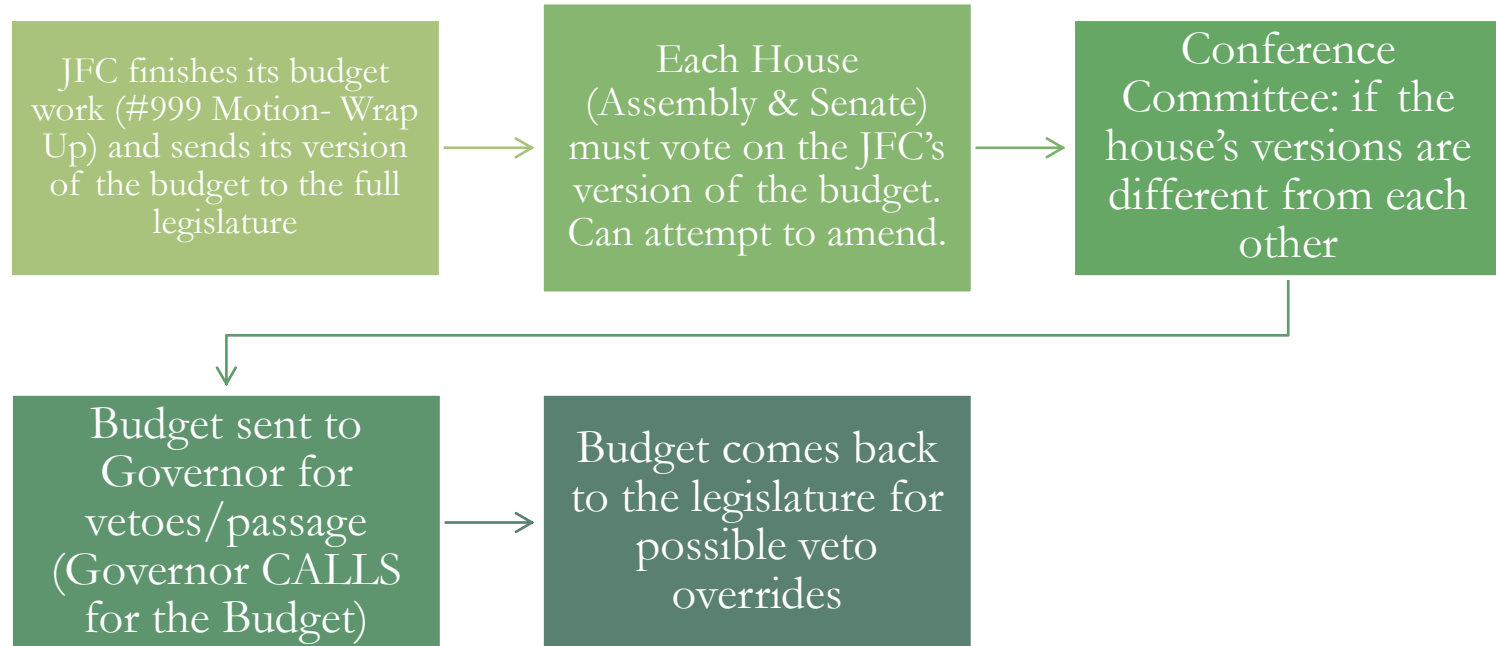 JFC finishes its budget
work (#999 Motion- Wrap
Up) and sends its version
of the budget to the full
legislature
Each House
(Assembly & Senate)
must vote on the JFC’s
version of the budget.
Can attempt to amend.
Conference
Committee: if the
house’s versions are
different from each
other
Budget sent to
Governor for
vetoes/passage
(Governor CALLS
for the Budget)
Budget comes back
to the legislature for
possible veto
overrides